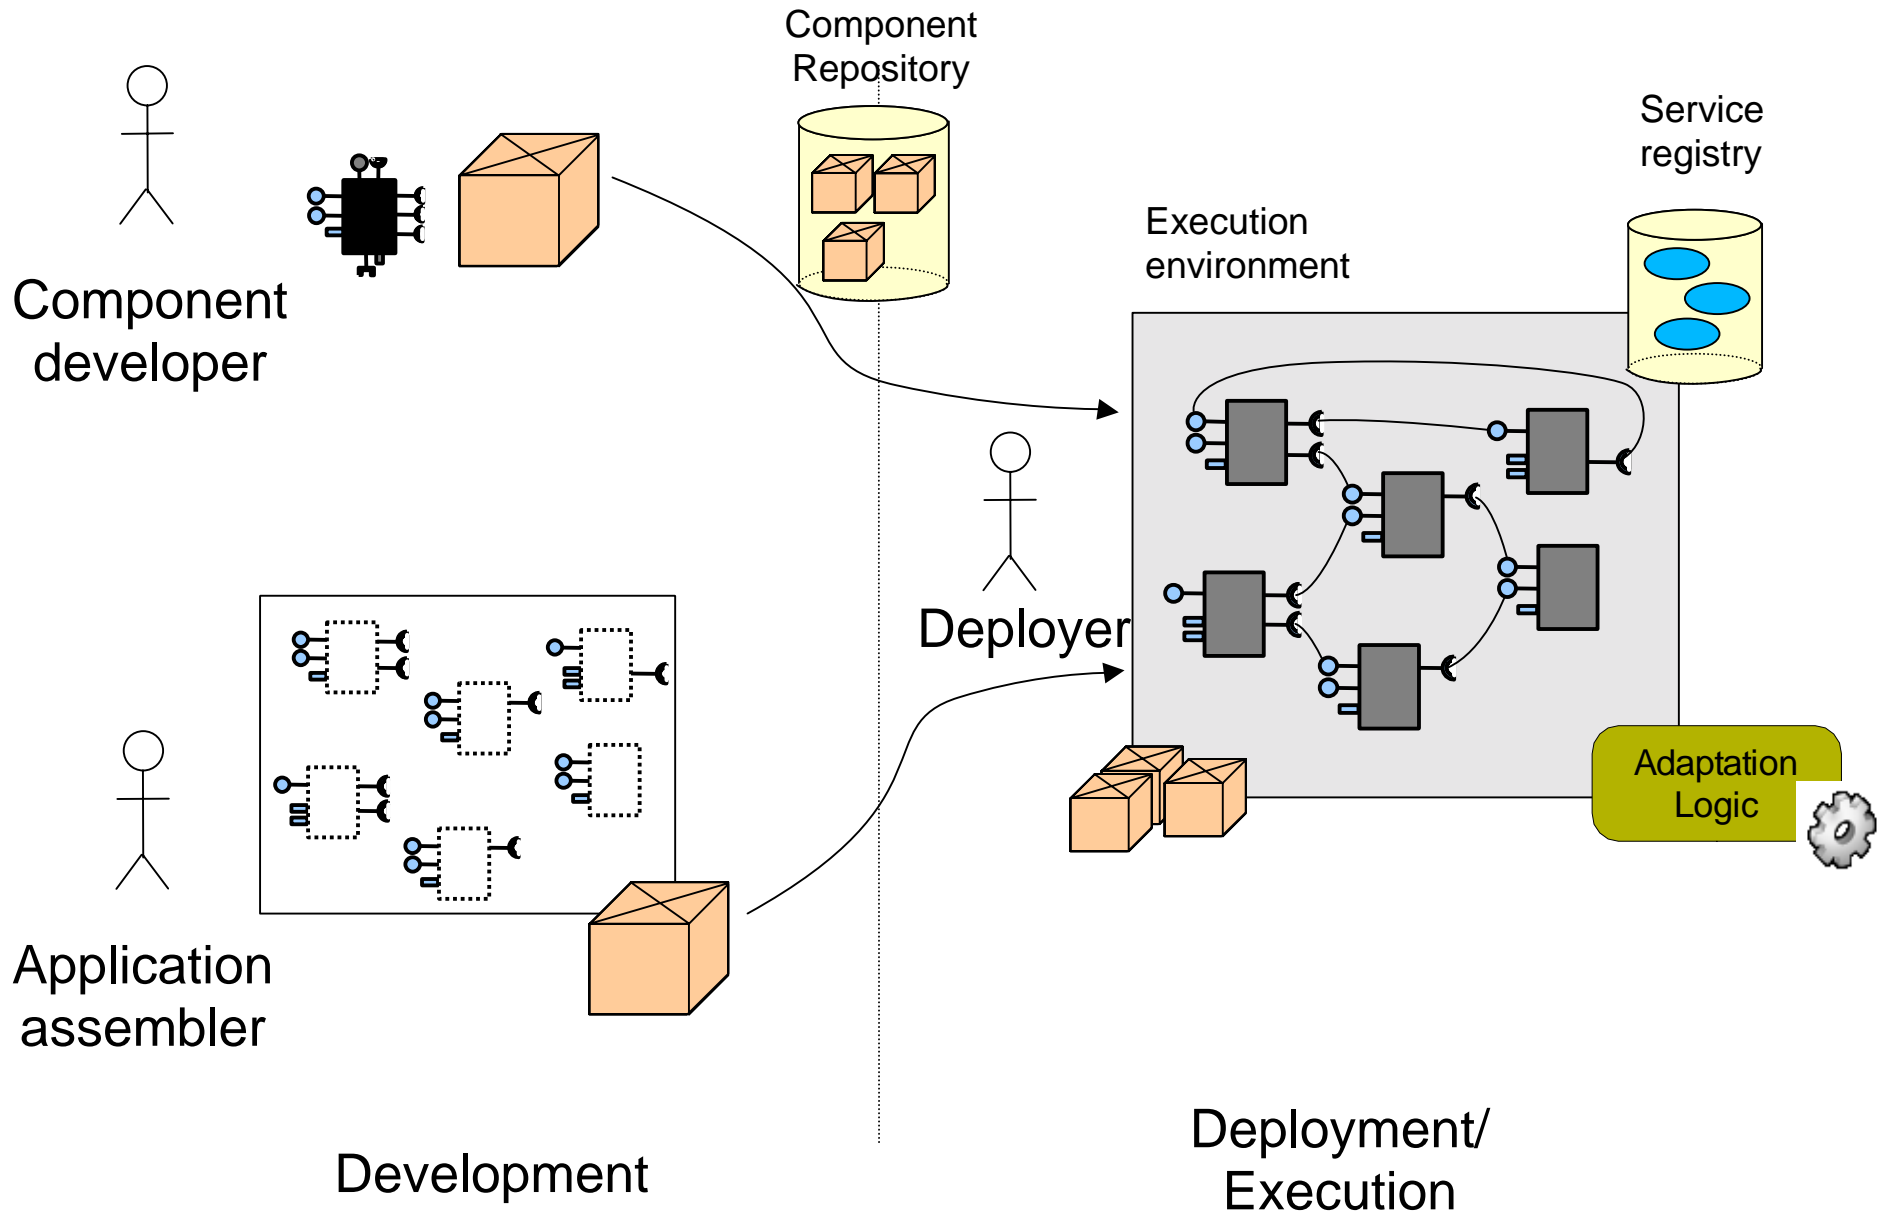 Component
Repository
Service
registry
Execution
environment
Component
developer
Deployer
Adaptation
Logic
Application
assembler
Development
Deployment/
Execution